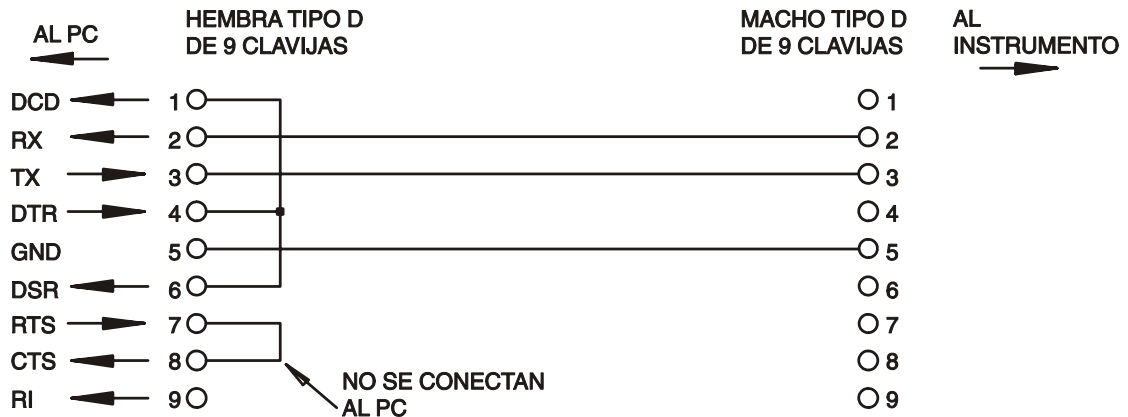 AL PC
HEMBRA TIPO D
DE 9 CLAVIJAS
MACHO TIPO D
DE 9 CLAVIJAS
AL
INSTRUMENTO
DCD 1 1
RX 2 2
TX 3 3
DTR 4 4
GND 5 5
DSR 6 6
RTS 7 7
CTS 8 8
RI 9 9
NO SE CONECTAN
AL PC